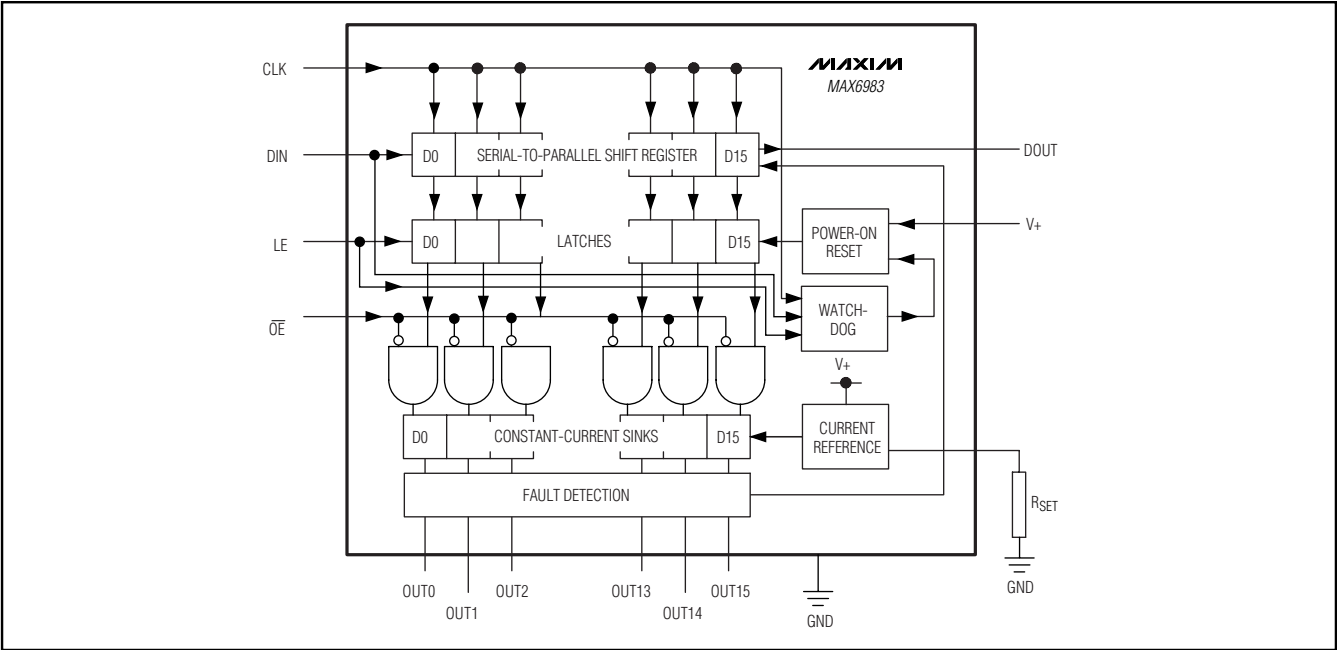 MAXIM
MAX6983
CLK
DIN
D0
SERIAL-TO-PARALLEL SHIFT REGISTER
D15
DOUT
LE
D0
LATCHES
D15
POWER-ON
RESET
V+
OE
WATCH-
DOG
V+
D0
CONSTANT-CURRENT SINKS
D15
CURRENT
REFERENCE
FAULT DETECTION
RSET
GND
OUT0
OUT1
OUT2
OUT13
OUT14
OUT15
GND